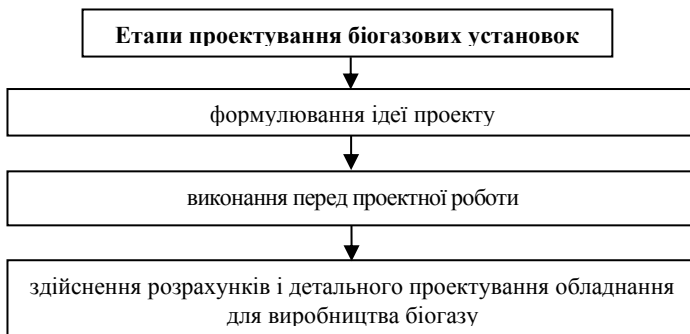 Етапи проектування біогазових установок
формулювання ідеї проекту
виконання перед проектної роботи
здійснення розрахунків і детального проектування обладнання
для виробництва біогазу